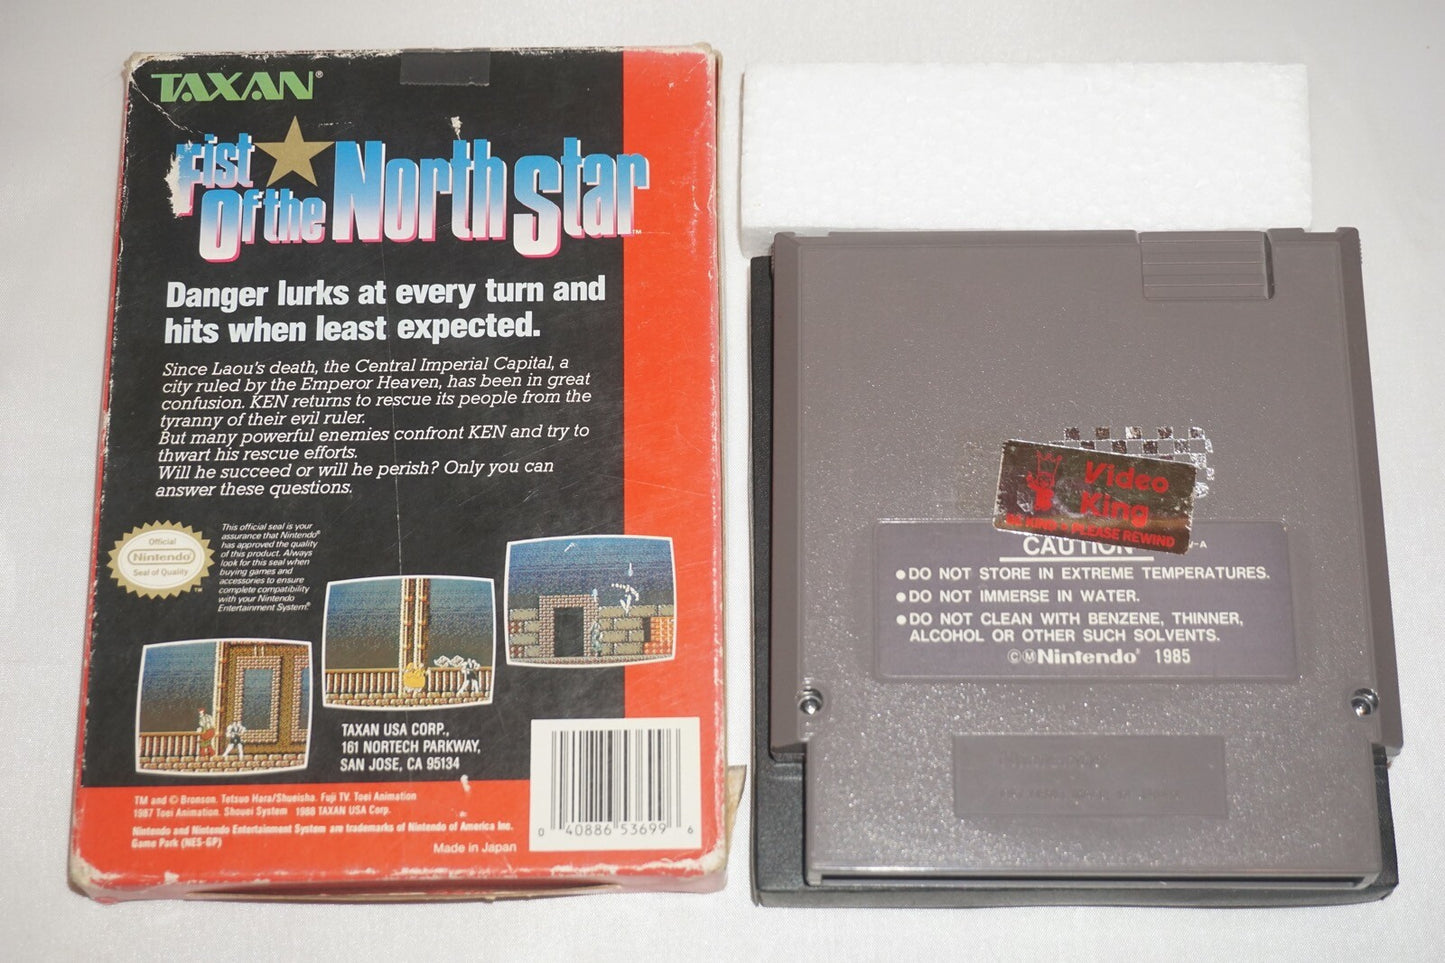 TAXAN®
Fist
Of the North Star™
Danger lurks at every turn and
hits when least expected.
Since Laou's death, the Central Imperial Capital, a
city ruled by the Emperor Heaven, has been in great
confusion. KEN returns to rescue its people from the
tyranny of their evil ruler.
But many powerful enemies confront KEN and try to
thwart his rescue efforts.
Will he succeed or will he perish? Only you can
answer these questions.
Official
Nintendo®
Seal of Quality
TM
This official seal is your
assurance that Nintendo®
has approved the quality
of this product. Always
look for this seal when
buying games and
accessories to ensure
complete compatibility
with your Nintendo
Entertainment System®
TAXAN USA CORP.,
161 NORTECH PARKWAY,
SAN JOSE, CA 95134
TM and © Bronson. Tetsuo Hara/Shueisha. Fuji TV. Toei Animation
1987 Toei Animation. Shouei System 1988 TAXAN USA Corp.
Nintendo and Nintendo Entertainment System are trademarks of Nintendo of America Inc.
Game Pack (NES-GP)
Made in Japan
0 40886 53699 6
Video
King
BE KIND - PLEASE REWIND
CAUTION
-A
• DO NOT STORE IN EXTREME TEMPERATURES.
• DO NOT IMMERSE IN WATER.
• DO NOT CLEAN WITH BENZENE, THINNER,
ALCOHOL OR OTHER SUCH SOLVENTS.
©Ⓜ Nintendo® 1985